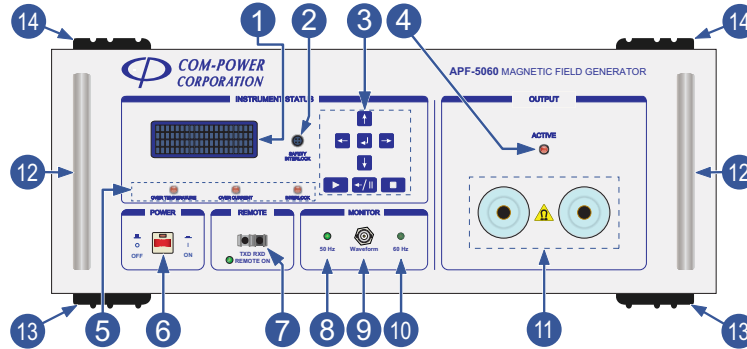 14
1
2
3
4
14
COM-POWER
CORPORATION
APF-5060 MAGNETIC FIELD GENERATOR
INSTRUMENT STATUS
OUTPUT
SAFETY
INTERLOCK
ACTIVE
12
12
5
OVER TEMPERATURE
OVER CURRENT
INTERLOCK
POWER
REMOTE
MONITOR
O
OFF
I
ON
TXD RXD
REMOTE ON
50 Hz
Waveform
60 Hz
Ω
13
6
7
8
9
10
11
13